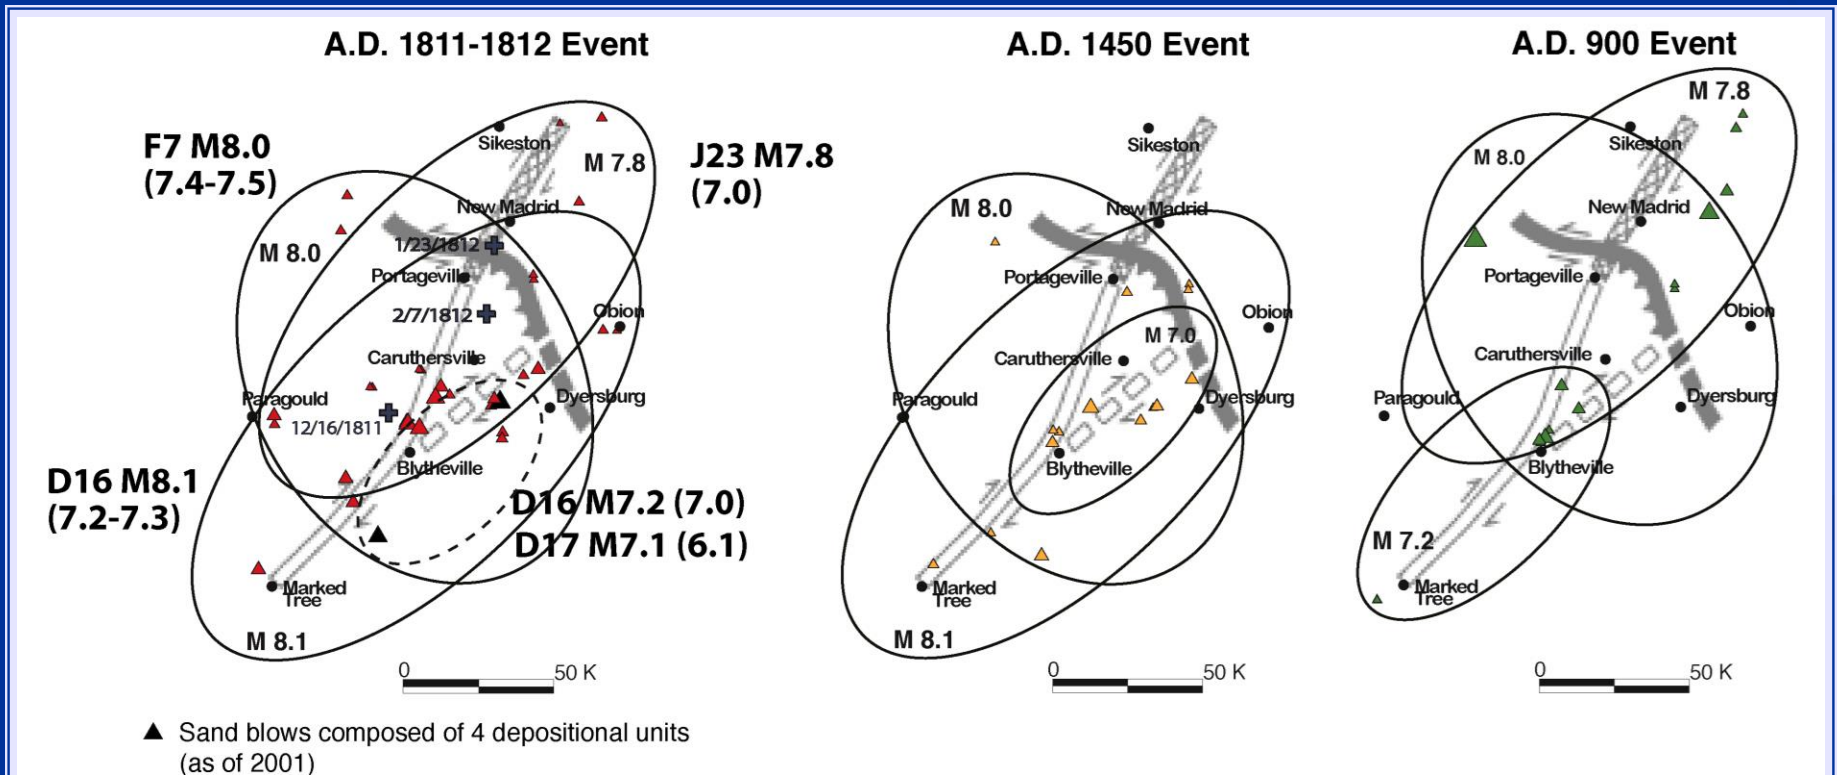 A.D. 1811-1812 Event
F7 M8.0
(7.4-7.5)
J23 M7.8
(7.0)
D16 M8.1
(7.2-7.3)
D16 M7.2 (7.0)
D17 M7.1 (6.1)
M 7.8
M 8.0
M 8.1
Sikeston
New Madrid
1/23/1812
Portageville
2/7/1812
Obion
Caruthersville
Paragould
Dyersburg
12/16/1811
Blytheville
Marked
Tree
0 50 K
▲ Sand blows composed of 4 depositional units
(as of 2001)
A.D. 1450 Event
Sikeston
M 8.0
New Madrid
Portageville
Obion
M 7.0
Caruthersville
Paragould
Dyersburg
Blytheville
Marked
Tree
M 8.1
0 50 K
A.D. 900 Event
M 7.8
Sikeston
M 8.0
New Madrid
Portageville
Obion
Caruthersville
Paragould
Dyersburg
Blytheville
M 7.2
Marked
Tree
0 50 K